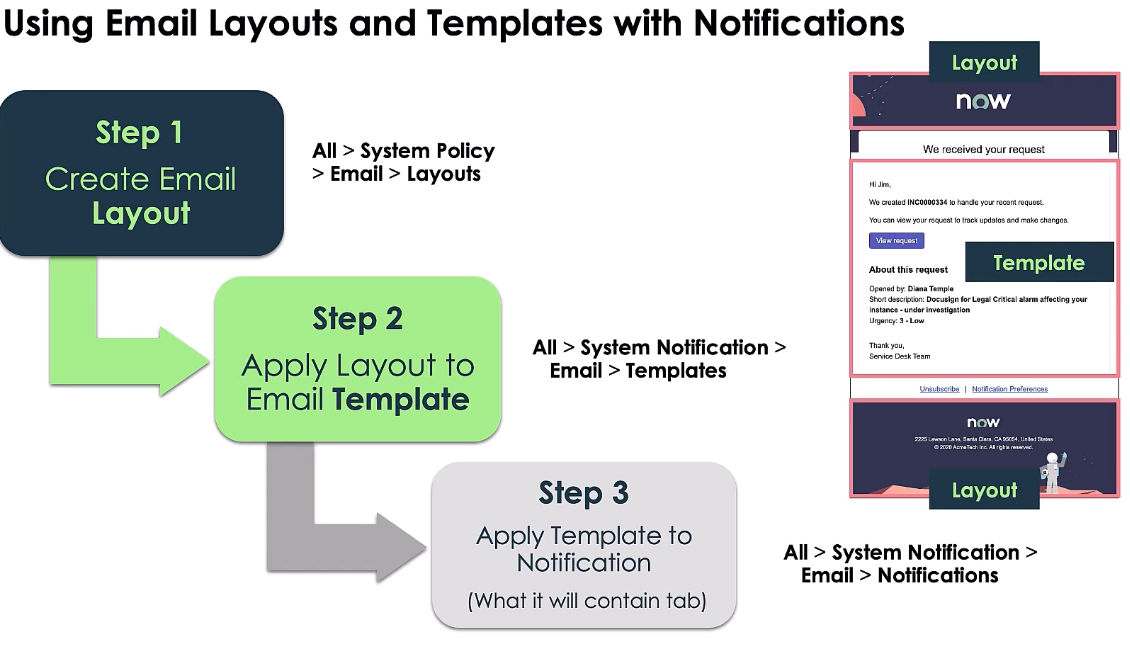 Using Email Layouts and Templates with Notifications
Step 1
Create Email
Layout
All > System Policy
> Email > Layouts
Step 2
Apply Layout to
Email Template
All > System Notification >
Email > Templates
Step 3
Apply Template to
Notification
(What it will contain tab)
All > System Notification >
Email > Notifications
Layout
now
We received your request
Hi Jim,
We created INC0000334 to handle your recent request.
You can view your request to track updates and make changes.
View request
Template
About this request
Opened by: Diana Temple
Short description: Docusign for Legal Critical alarm affecting your
instance - under investigation
Urgency: 3 - Low
Thank you,
Service Desk Team
Unsubscribe | Notification Preferences
now
2225 Lawson Lane, Santa Clara, CA 95054, United States
© 2020 AcmeTech Inc. All rights reserved.
Layout